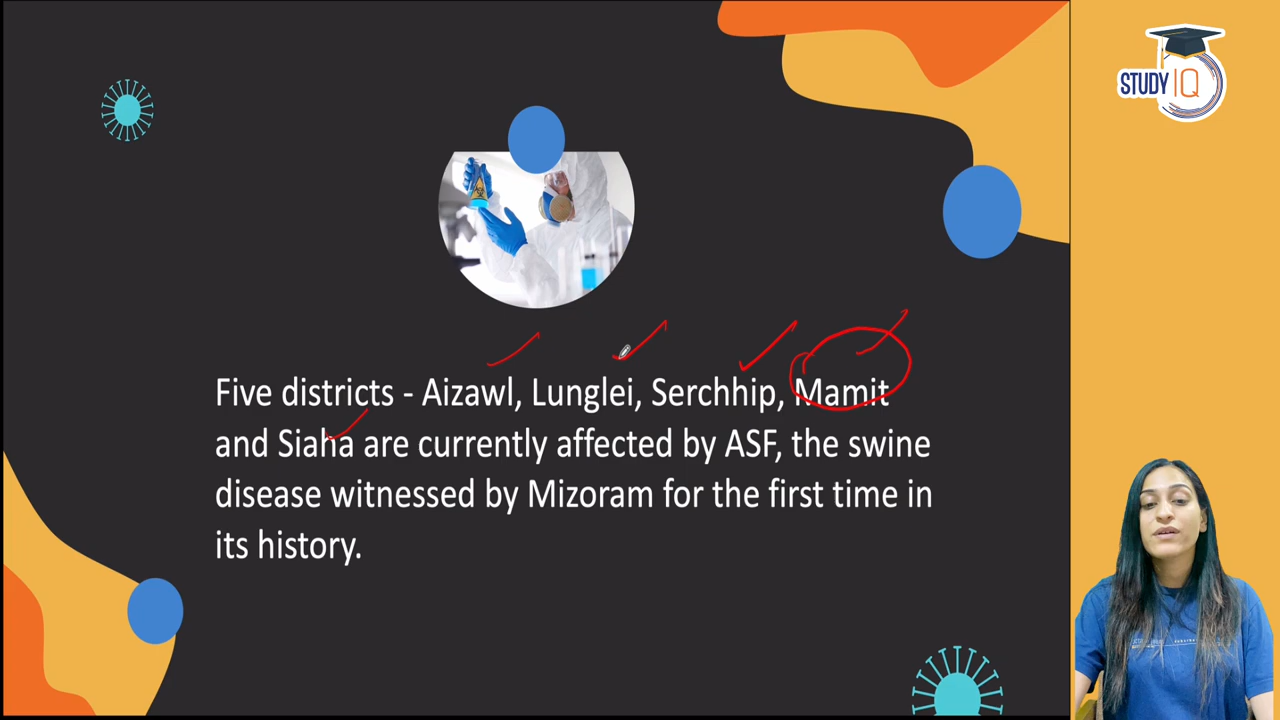 STUDY IQ
Five districts - Aizawl, Lunglei, Serchhip, Mamit
and Siaha are currently affected by ASF, the swine
disease witnessed by Mizoram for the first time in
its history.